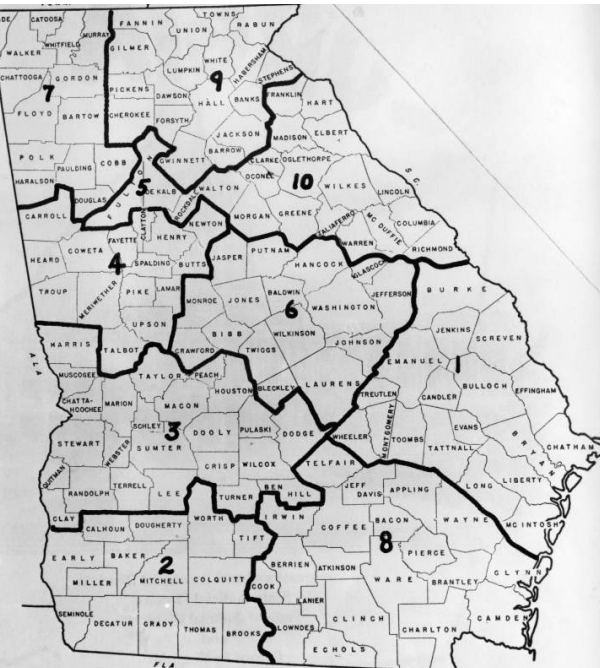 DE
CATOOSA
FANNIN
TOWNS
UNION
RABUN
MURRAY
WHITFIELD
WALKER
GILMER
WHITE
HABERSHAM
LUMPKIN
STEPHENS
CHATTOOGA
GORDON
7
9
PICKENS
DAWSON
HALL
BANKS
FRANKLIN
HART
FLOYD
BARTOW
CHEROKEE
FORSYTH
JACKSON
MADISON
ELBERT
BARROW
POLK
PAULDING
COBB
GWINNETT
CLARKE
OGLETHORPE
OCONEE
HARALSON
DOUGLAS
FULTON
5
DEKALB
ROCKDALE
WALTON
10
WILKES
LINCOLN
S C
CARROLL
CLAYTON
NEWTON
MORGAN
GREENE
TALIAFERRO
MC DUFFIE
COLUMBIA
FAYETTE
HENRY
WARREN
RICHMOND
HEARD
COWETA
4
SPALDING
BUTTS
JASPER
PUTNAM
HANCOCK
GLASCOCK
TROUP
MERIWETHER
PIKE
LAMAR
MONROE
JONES
BALDWIN
6
WASHINGTON
JEFFERSON
BURKE
UPSON
BIBB
WILKINSON
JENKINS
SCREVEN
ALA
HARRIS
TALBOT
CRAWFORD
TWIGGS
JOHNSON
EMANUEL
1
MUSCOGEE
TAYLOR
PEACH
HOUSTON
BLECKLEY
LAURENS
TREUTLEN
CANDLER
BULLOCH
EFFINGHAM
CHATTA-
HOOCHEE
MARION
MACON
SCHLEY
3
DOOLY
PULASKI
DODGE
WHEELER
MONTGOMERY
TOOMBS
TATTNALL
EVANS
BRYAN
CHATHAM
STEWART
WEBSTER
SUMTER
QUITMAN
CRISP
WILCOX
TELFAIR
RANDOLPH
TERRELL
LEE
TURNER
BEN
HILL
JEFF
DAVIS
APPLING
LONG
LIBERTY
CLAY
CALHOUN
DOUGHERTY
WORTH
IRWIN
COFFEE
BACON
WAYNE
MC INTOSH
TIFT
8
EARLY
BAKER
2
MITCHELL
COLQUITT
BERRIEN
ATKINSON
PIERCE
GLYNN
MILLER
COOK
WARE
BRANTLEY
LANIER
SEMINOLE
DECATUR
GRADY
THOMAS
BROOKS
LOWNDES
CLINCH
CHARLTON
CAMDEN
ECHOLS
FLA